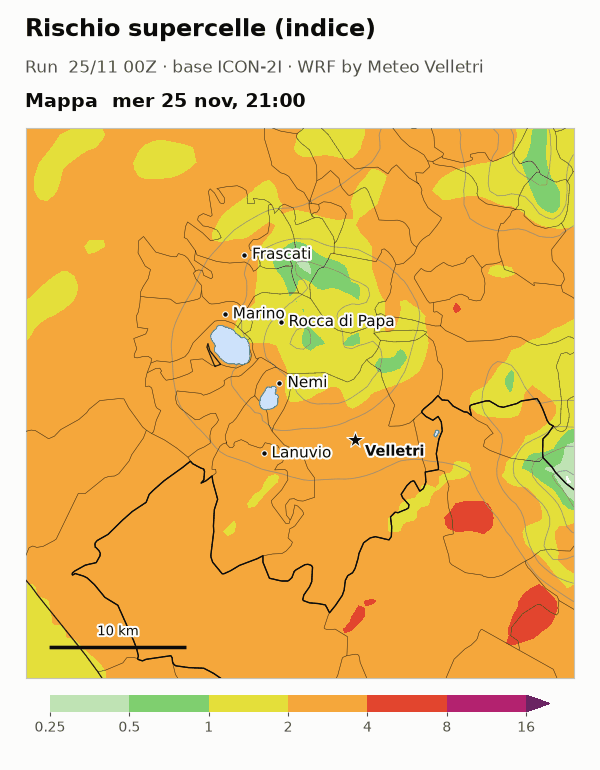 Rischio supercelle (indice)
Run  25/11 00Z · base ICON-2I · WRF by Meteo Velletri
Mappa  mer 25 nov, 21:00
Frascati
Marino
Rocca di Papa
Nemi
Velletri
Lanuvio
10 km
0.25 0.5 1 2 4 8 16